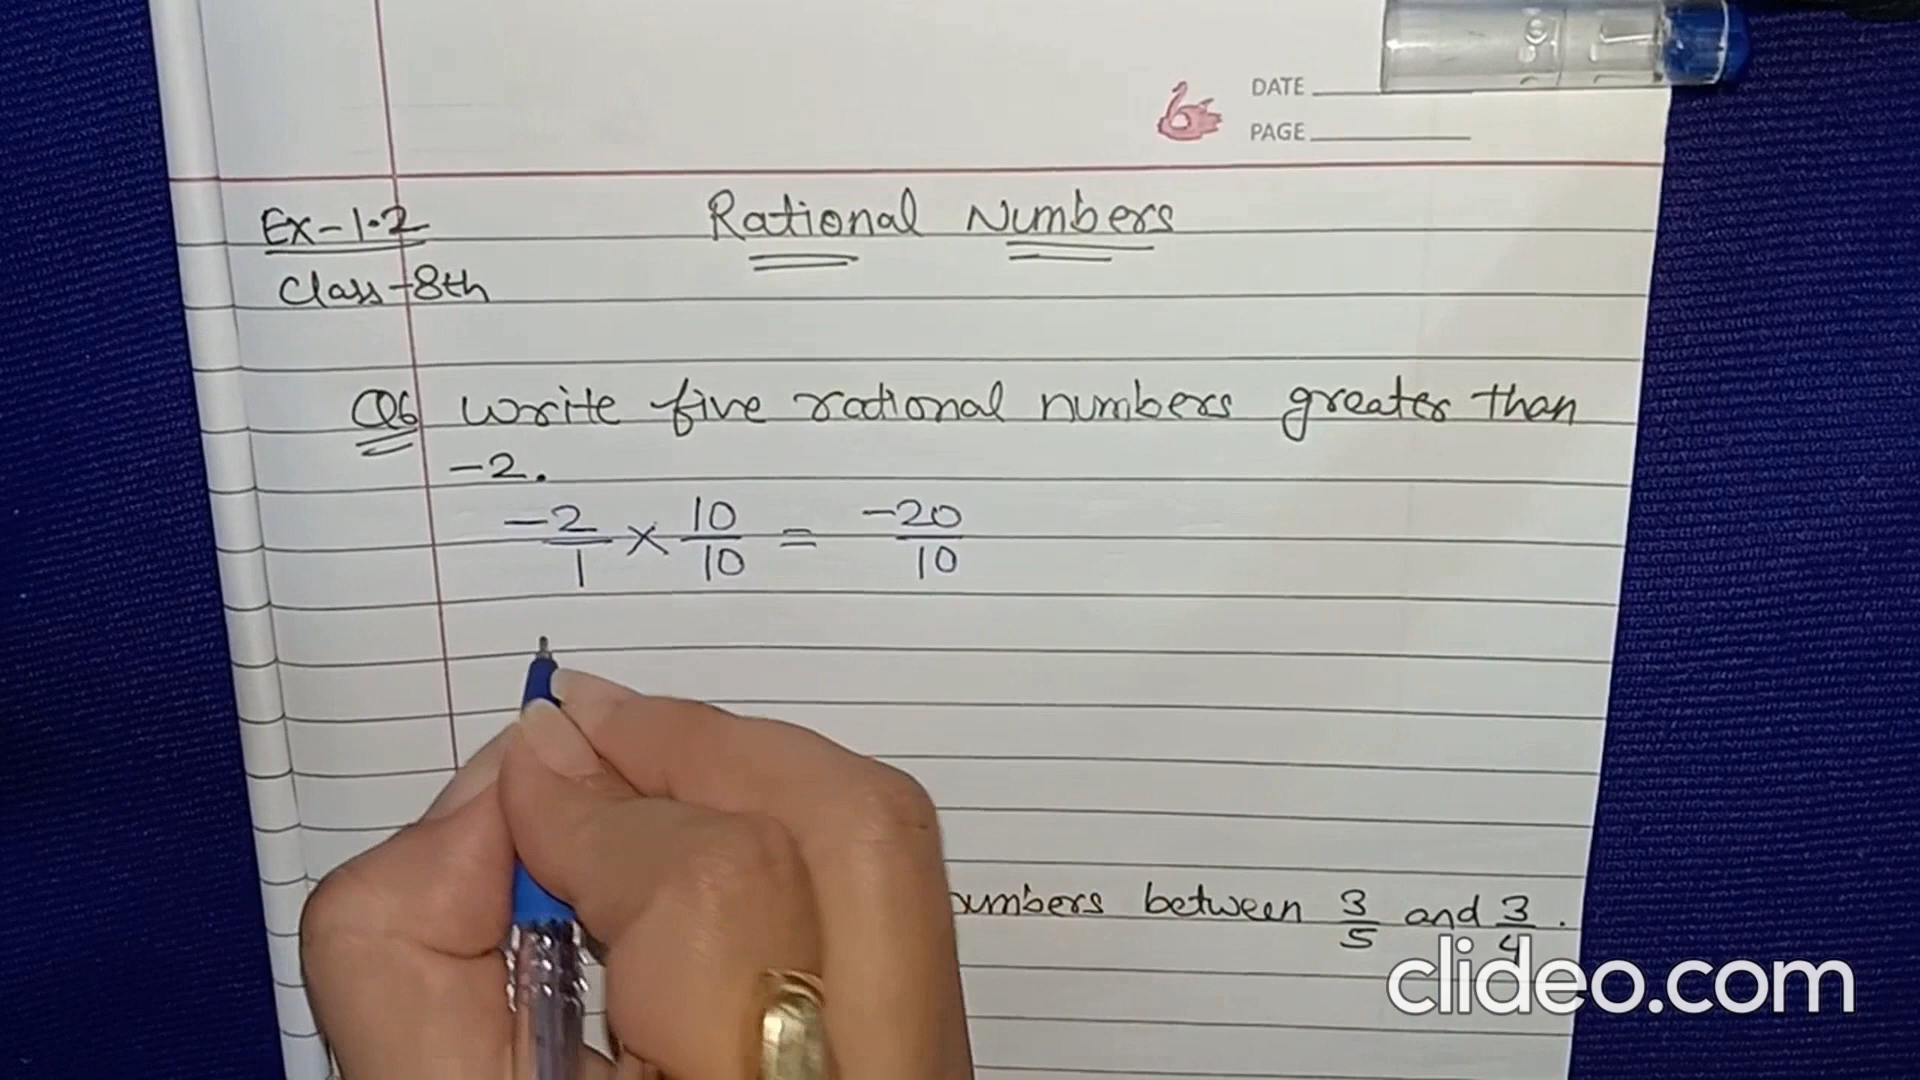 DATE
PAGE
Ex-1.2 Rational Numbers
Class-8th
Q6 Write five rational numbers greater than
-2.
-2/1 × 10/10 = -20/10
numbers between 3/5 and 3/4.
clideo.com